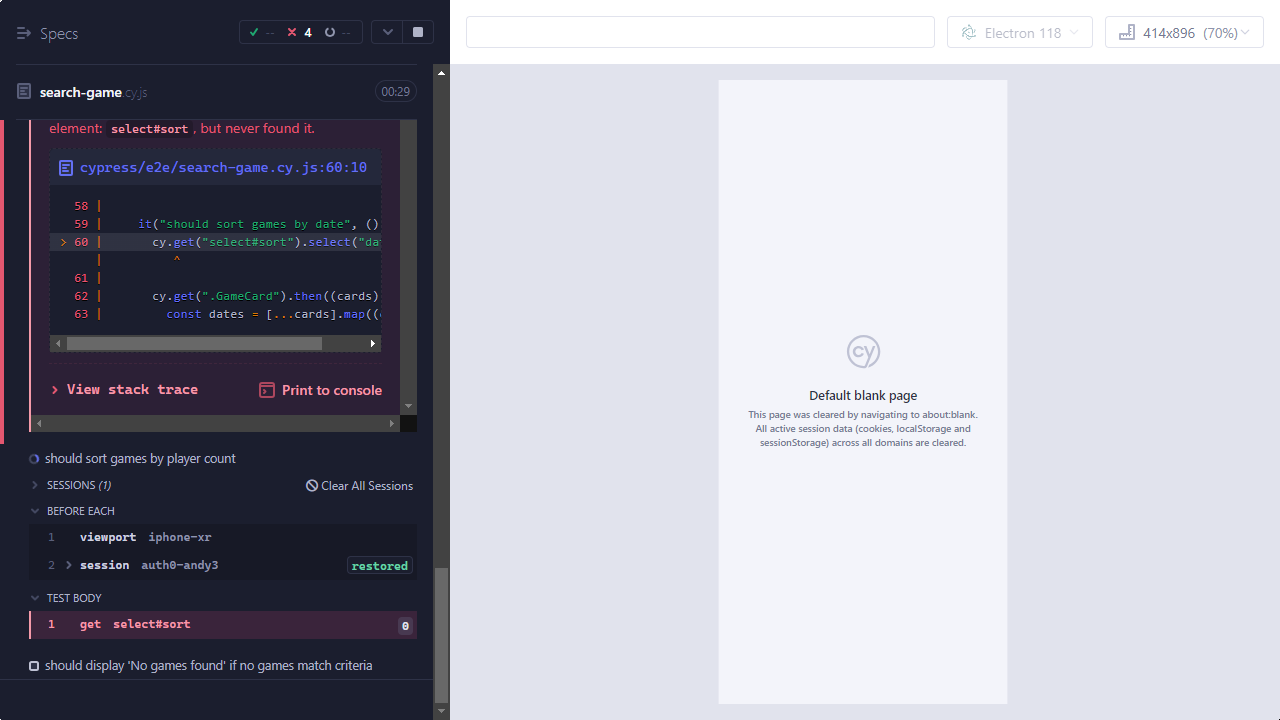 Specs
--
4
--
search-game.cy.js
00:29
element: select#sort , but never found it.
cypress/e2e/search-game.cy.js:60:10
58 |
59 | it("should sort games by date", ()
> 60 | cy.get("select#sort").select("da
| ^
61 |
62 | cy.get(".GameCard").then((cards)
63 | const dates = [...cards].map((
View stack trace
Print to console
should sort games by player count
SESSIONS (1)
Clear All Sessions
BEFORE EACH
1 viewport iphone-xr
2 session auth0-andy3 restored
TEST BODY
1 get select#sort 0
should display 'No games found' if no games match criteria
Electron 118
414x896 (70%)
cy
Default blank page
This page was cleared by navigating to about:blank.
All active session data (cookies, localStorage and
sessionStorage) across all domains are cleared.